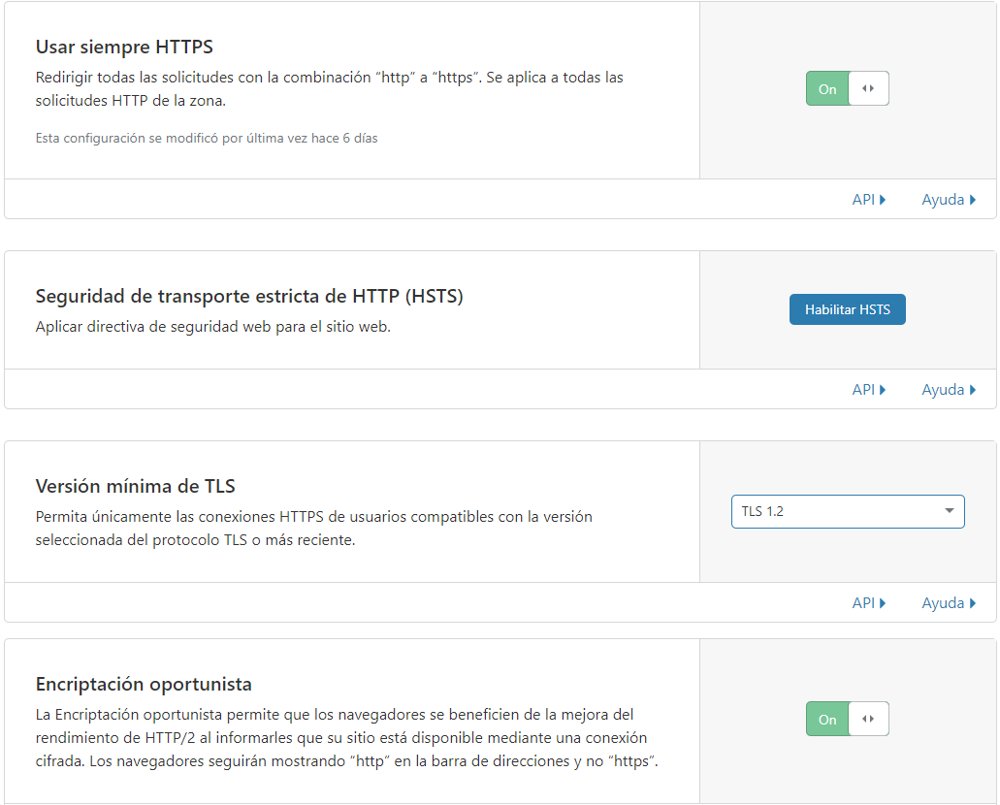 Usar siempre HTTPS
Redirigir todas las solicitudes con la combinación “http” a “https”. Se aplica a todas las
solicitudes HTTP de la zona.
Esta configuración se modificó por última vez hace 6 días
On
API
Ayuda
Seguridad de transporte estricta de HTTP (HSTS)
Aplicar directiva de seguridad web para el sitio web.
Habilitar HSTS
API
Ayuda
Versión mínima de TLS
Permita únicamente las conexiones HTTPS de usuarios compatibles con la versión
seleccionada del protocolo TLS o más reciente.
TLS 1.2
API
Ayuda
Encriptación oportunista
La Encriptación oportunista permite que los navegadores se beneficien de la mejora del
rendimiento de HTTP/2 al informarles que su sitio está disponible mediante una conexión
cifrada. Los navegadores seguirán mostrando “http” en la barra de direcciones y no “https”.
On